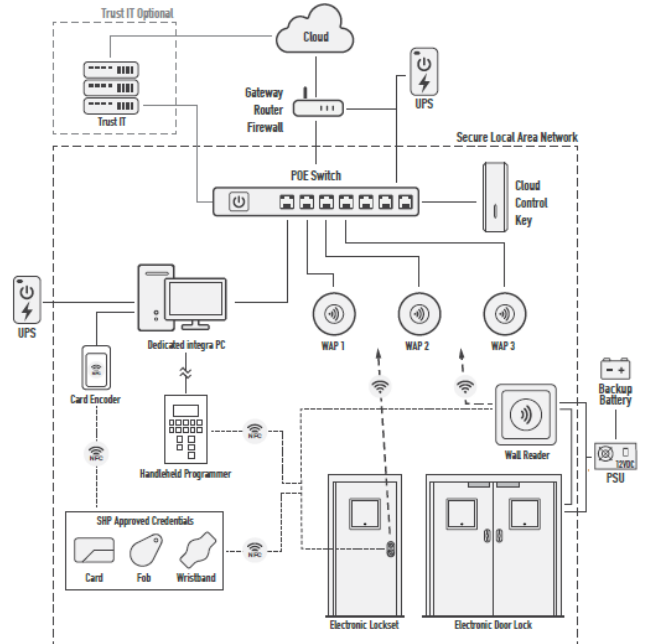 Trust IT Optional
Cloud
Gateway
Router
Firewall
UPS
Trust IT
Secure Local Area Network
POE Switch
Cloud
Control
Key
UPS
Dedicated integra PC
WAP 1
WAP 2
WAP 3
Card Encoder
NFC
Backup
Battery
NFC
NFC
Wall Reader
12VDC
PSU
Handleheld Programmer
SHP Approved Credentials
NFC
Card
Fob
Wristband
Electronic Lockset
Electronic Door Lock